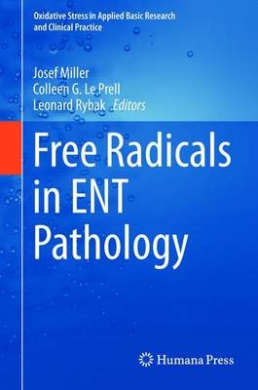 Oxidative Stress in Applied Basic Research
and Clinical Practice
Josef Miller
Colleen G. Le Prell
Leonard Rybak Editors
Free Radicals
in ENT
Pathology
Humana Press